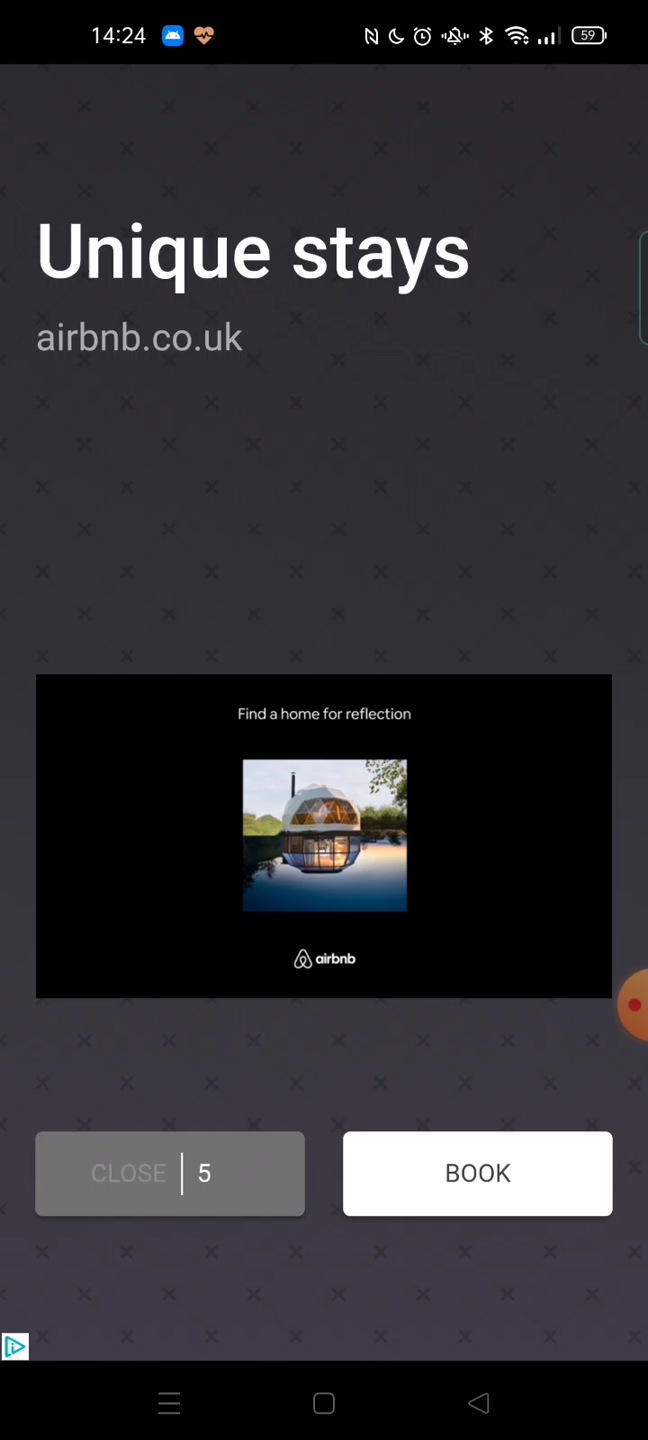 14:24
59
Unique stays
airbnb.co.uk
Find a home for reflection
airbnb
CLOSE 5
BOOK